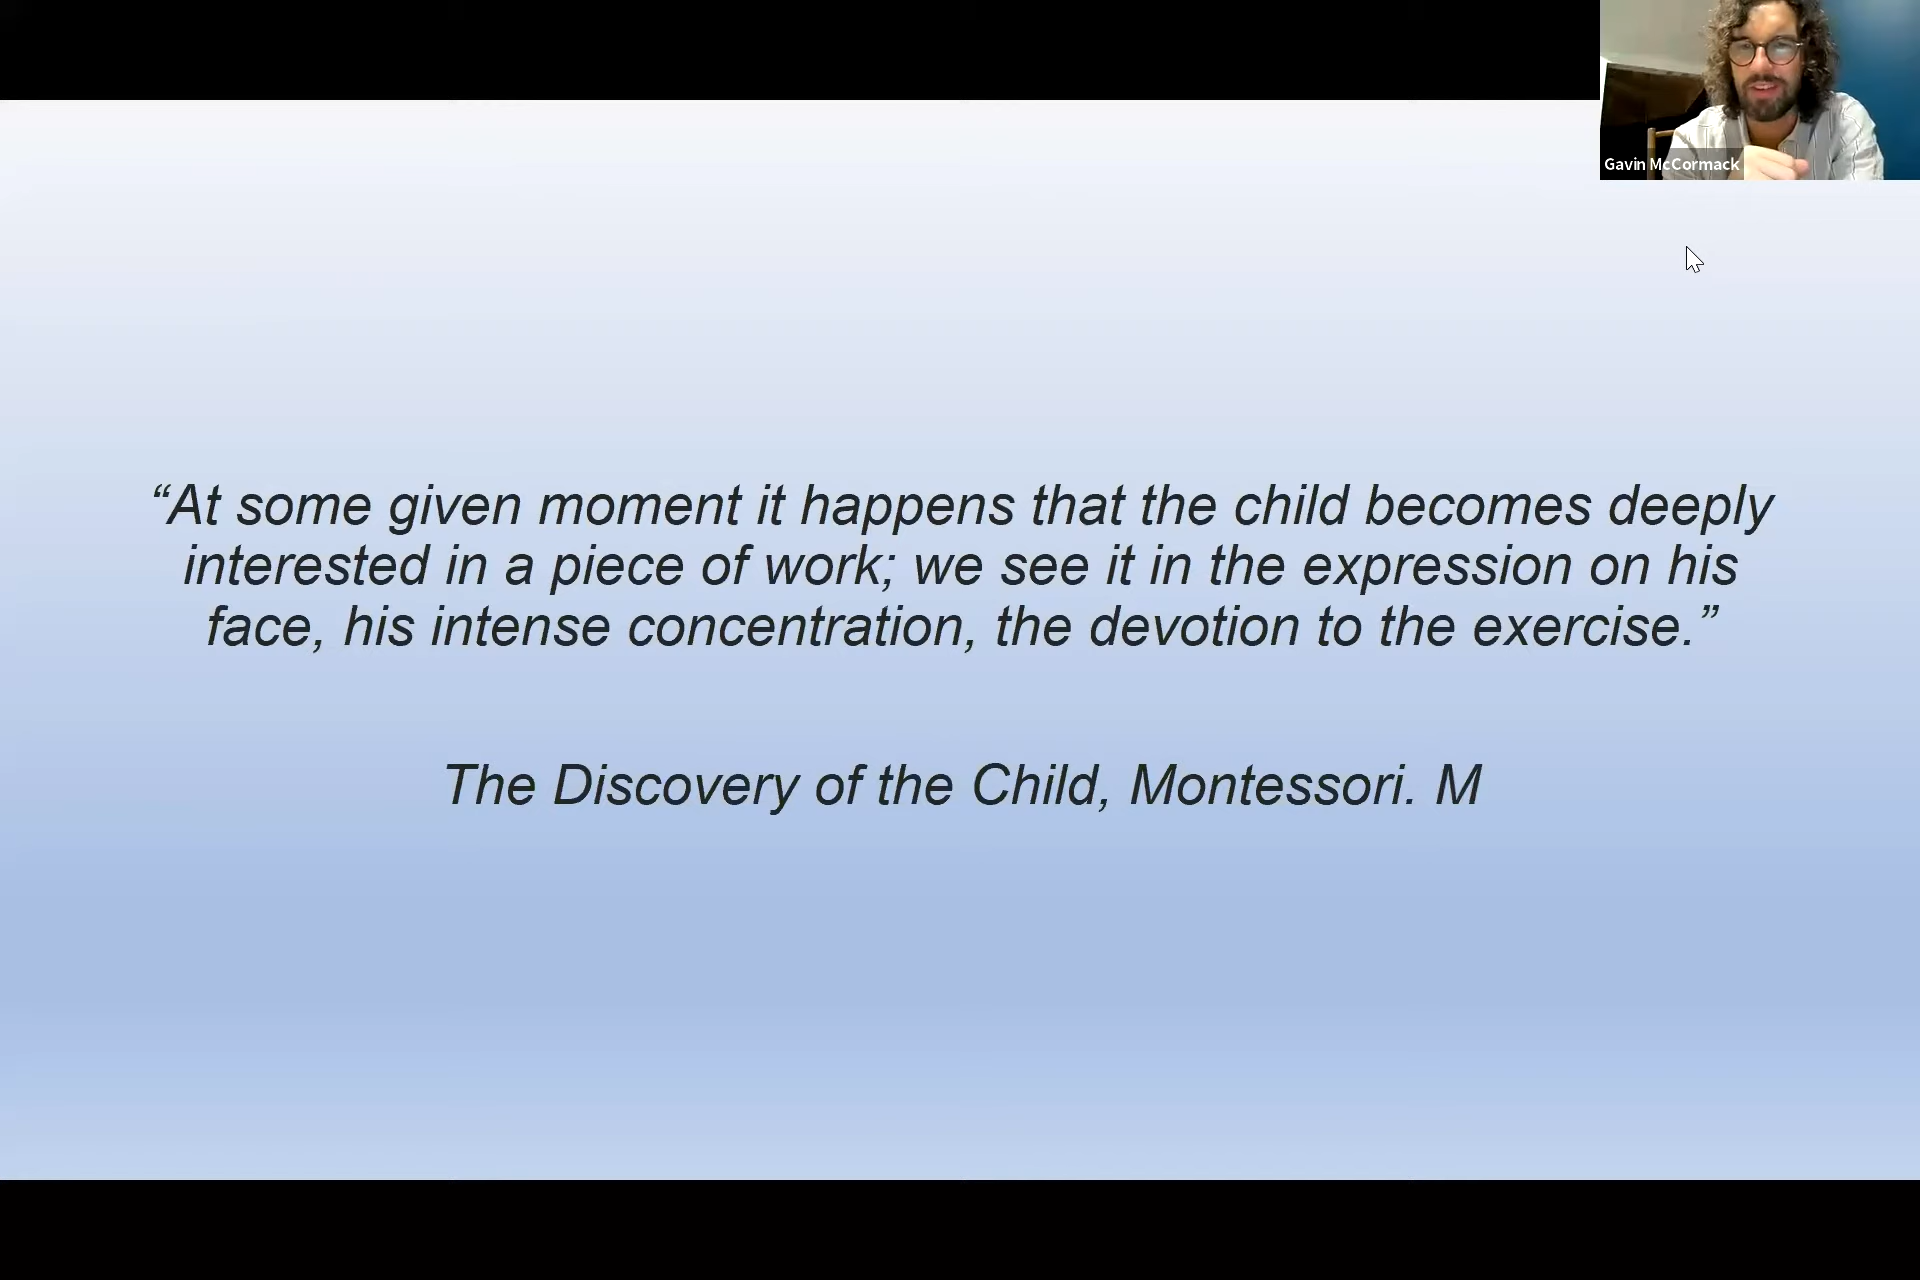 Gavin McCormack
“At some given moment it happens that the child becomes deeply
interested in a piece of work; we see it in the expression on his
face, his intense concentration, the devotion to the exercise.”
The Discovery of the Child, Montessori. M